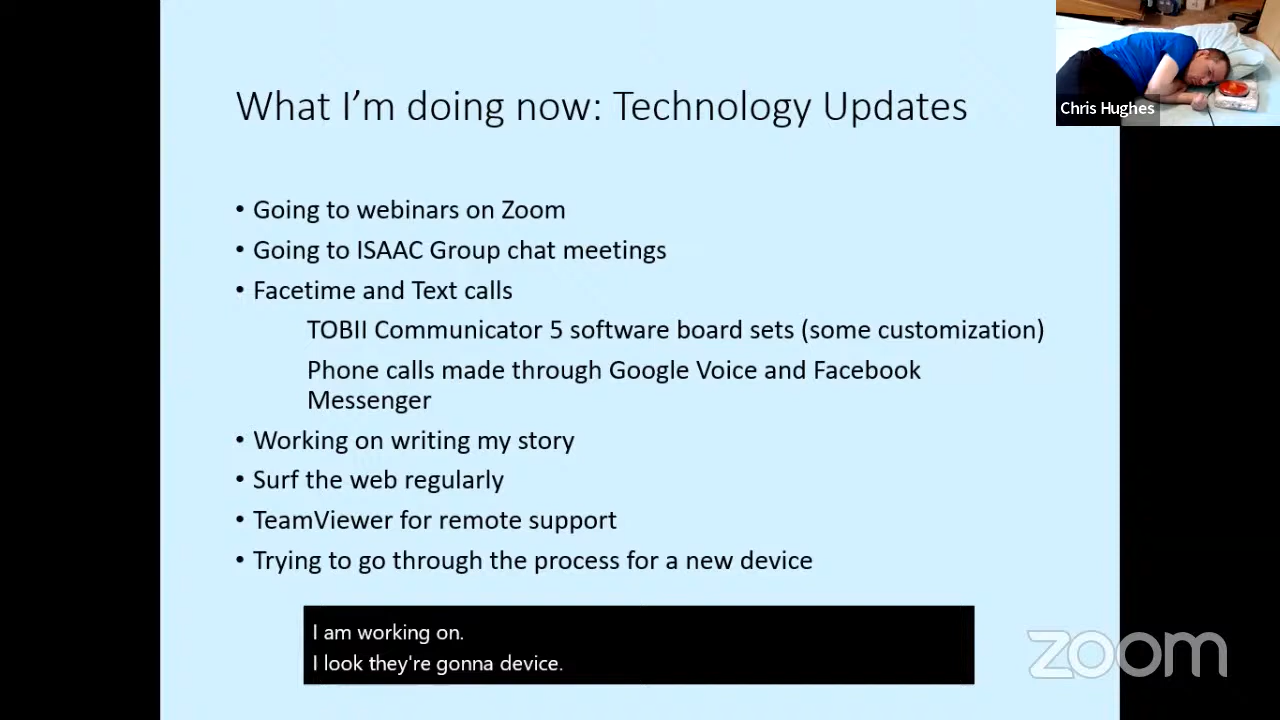 Chris Hughes
What I'm doing now: Technology Updates
• Going to webinars on Zoom
• Going to ISAAC Group chat meetings
• Facetime and Text calls
TOBII Communicator 5 software board sets (some customization)
Phone calls made through Google Voice and Facebook
Messenger
• Working on writing my story
• Surf the web regularly
• TeamViewer for remote support
• Trying to go through the process for a new device
I am working on.
I look they're gonna device.
zoom